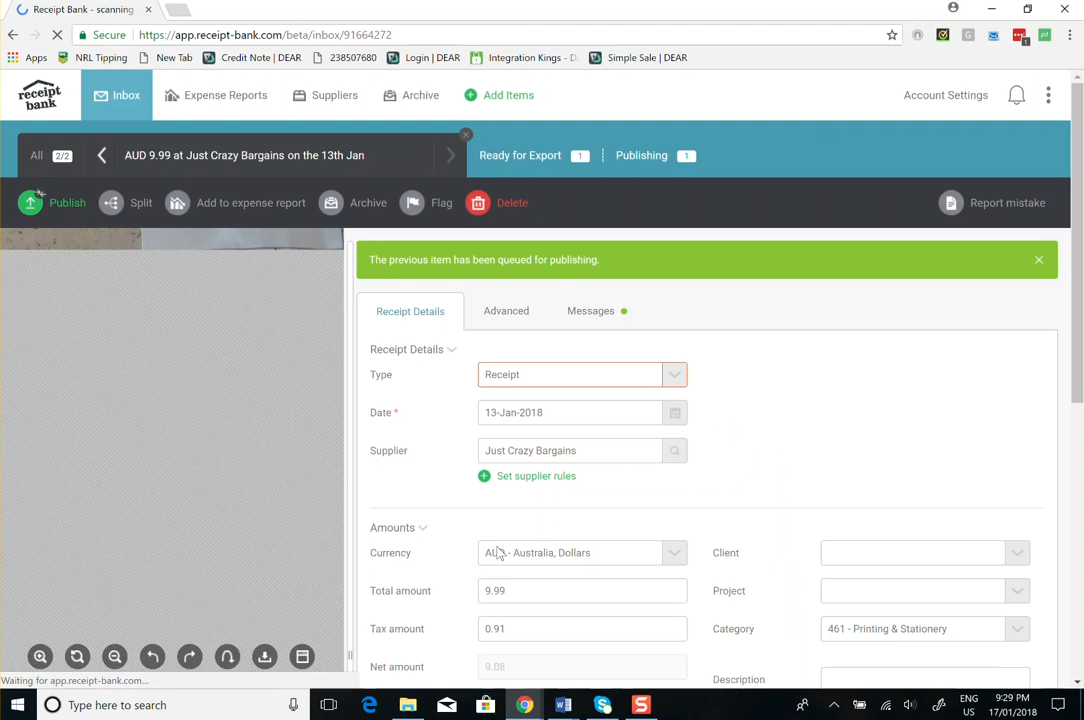 Receipt Bank - scanning
Secure https://app.receipt-bank.com/beta/inbox/91664272
Apps NRL Tipping New Tab Credit Note | DEAR 238507680 Login | DEAR Integration Kings - D Simple Sale | DEAR
receipt bank Inbox Expense Reports Suppliers Archive Add Items Account Settings
All 2/2 AUD 9.99 at Just Crazy Bargains on the 13th Jan Ready for Export 1 Publishing 1
Publish Split Add to expense report Archive Flag Delete Report mistake
The previous item has been queued for publishing.
Receipt Details Advanced Messages
Receipt Details
Type Receipt
Date * 13-Jan-2018
Supplier Just Crazy Bargains
Set supplier rules
Amounts
Currency AUD - Australia, Dollars Client
Total amount 9.99 Project
Tax amount 0.91 Category 461 - Printing & Stationery
Net amount 9.08 Description
Waiting for app.receipt-bank.com...
Type here to search
ENG US 9:29 PM 17/01/2018